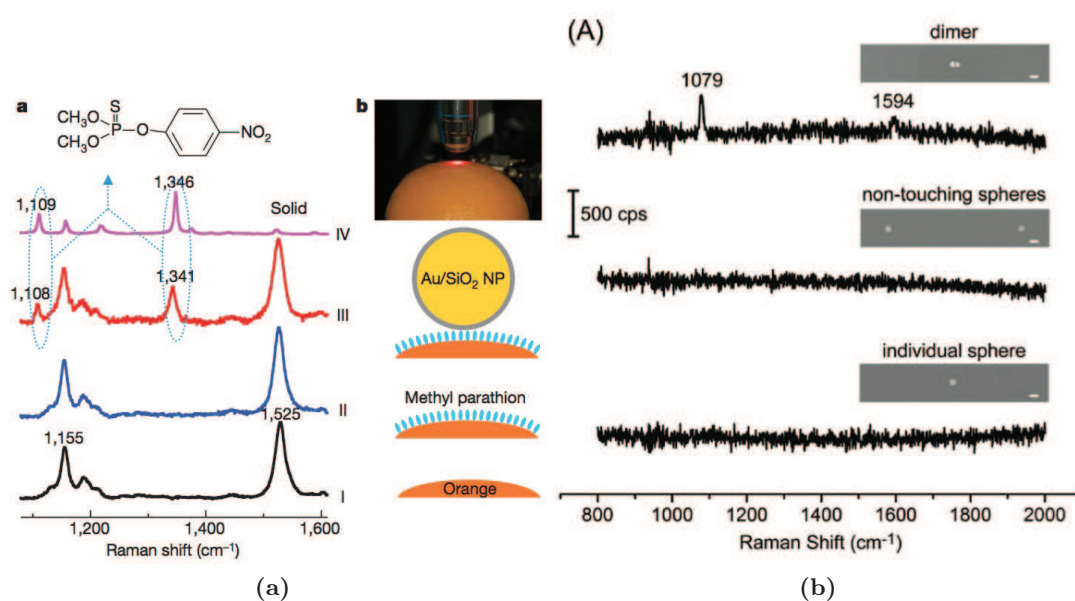 a
S
CH₃O
P
O
NO₂
CH₃O
1,109
1,346
Solid
IV
1,108
1,341
III
II
1,155
1,525
I
1,200
1,400
1,600
Raman shift (cm⁻¹)
b
Au/SiO₂ NP
Methyl parathion
Orange
(a)
(A)
dimer
1079
1594
500 cps
non-touching spheres
individual sphere
800 1000 1200 1400 1600 1800 2000
Raman Shift (cm⁻¹)
(b)